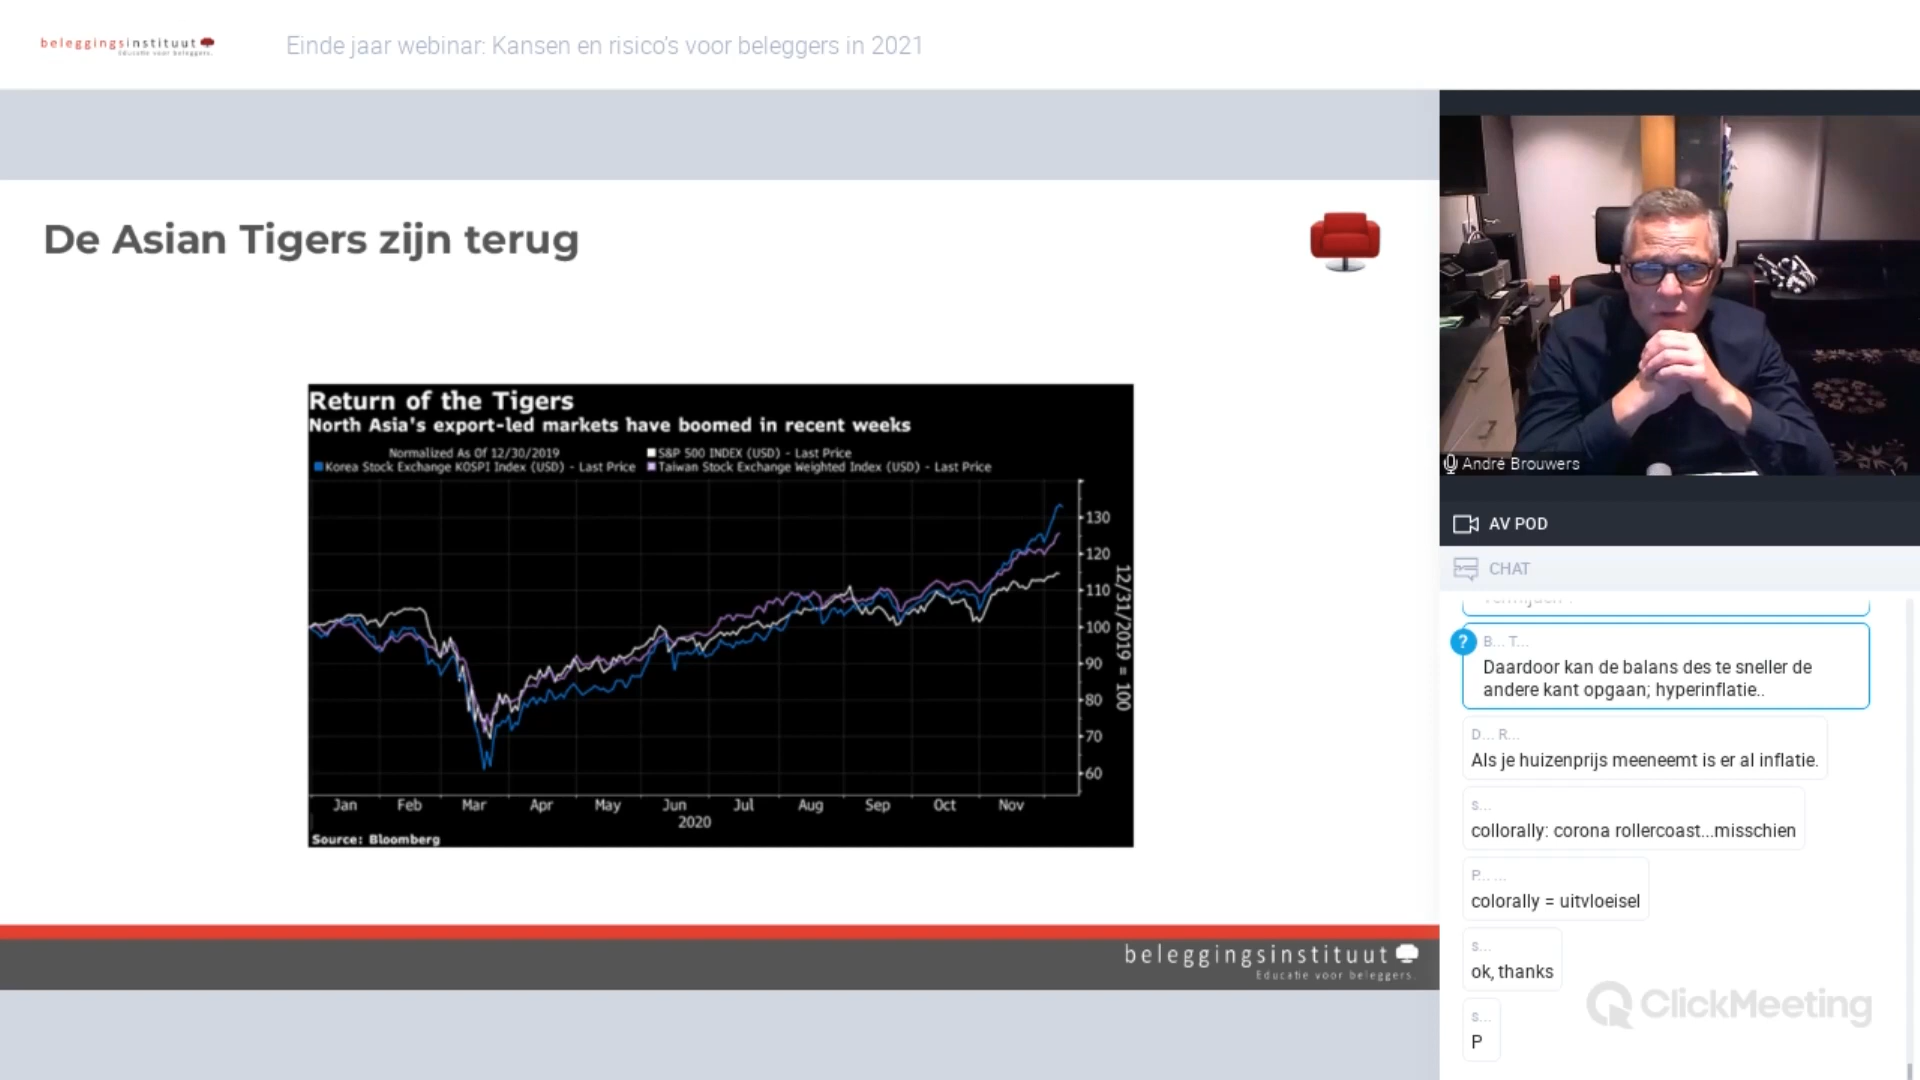 beleggingsinstituut
Educatie voor beleggers.
Einde jaar webinar: Kansen en risico's voor beleggers in 2021
De Asian Tigers zijn terug
Return of the Tigers
North Asia's export-led markets have boomed in recent weeks
Normalized As Of 12/30/2019
S&P 500 INDEX (USD) - Last Price
Korea Stock Exchange KOSPI Index (USD) - Last Price
Taiwan Stock Exchange Weighted Index (USD) - Last Price
130
120
110
100
90
80
70
60
12/31/2019 = 100
Jan Feb Mar Apr May Jun Jul Aug Sep Oct Nov
2020
Source: Bloomberg
beleggingsinstituut
Educatie voor beleggers.
André Brouwers
AV POD
CHAT
?
B... T...
Daardoor kan de balans des te sneller de
andere kant opgaan; hyperinflatie..
D... R...
Als je huizenprijs meeneemt is er al inflatie.
s...
collorally: corona rollercoast...misschien
P... ...
colorally = uitvloeisel
s...
ok, thanks
s...
P
ClickMeeting